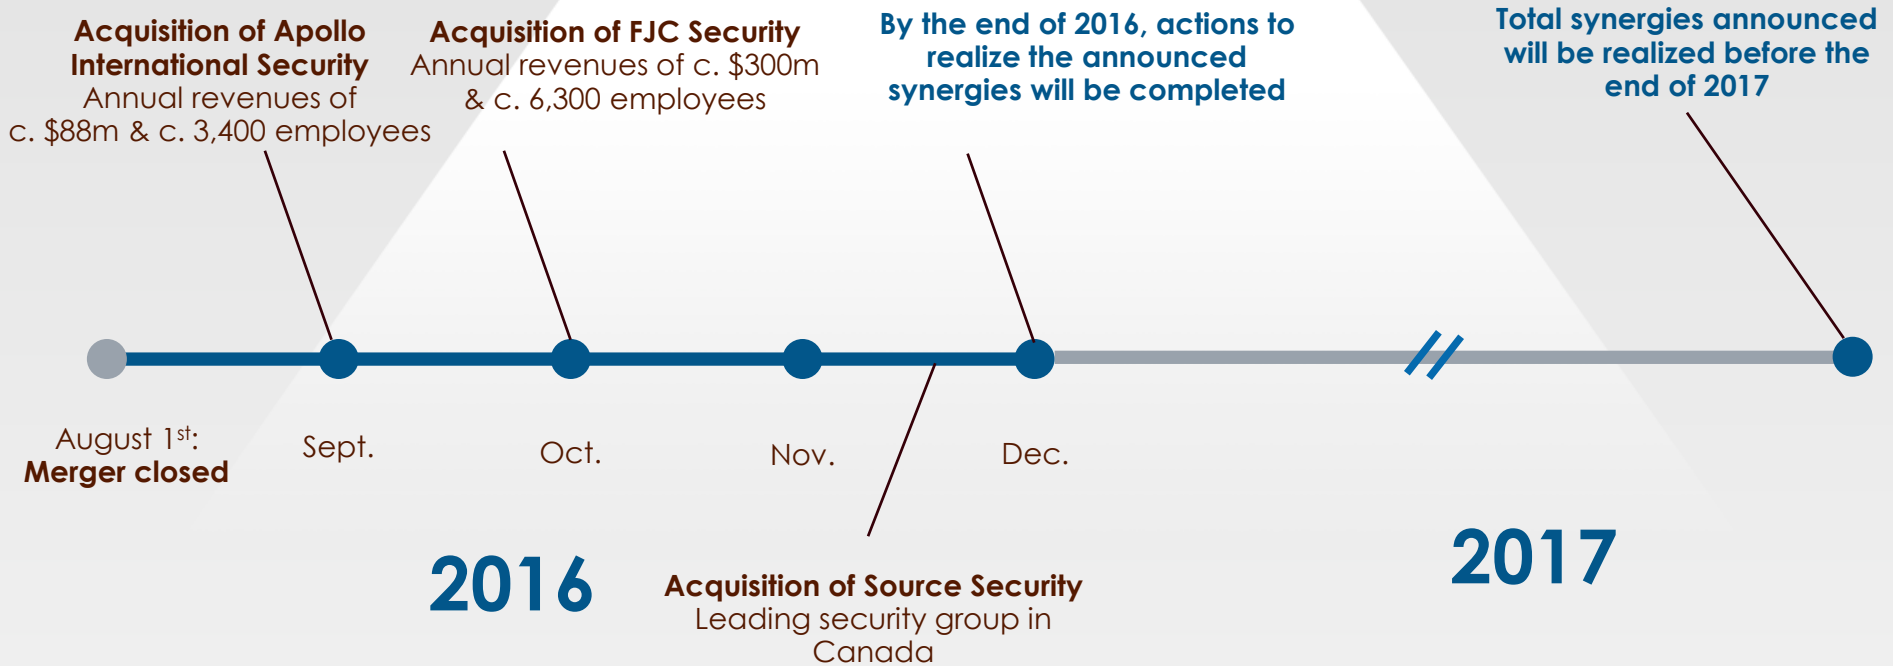 Acquisition of Apollo
International Security
Annual revenues of
c. $88m & c. 3,400 employees
Acquisition of FJC Security
Annual revenues of c. $300m
& c. 6,300 employees
By the end of 2016, actions to
realize the announced
synergies will be completed
Total synergies announced
will be realized before the
end of 2017
August 1st:
Merger closed
Sept.
Oct.
Nov.
Dec.
2016
2017
Acquisition of Source Security
Leading security group in
Canada